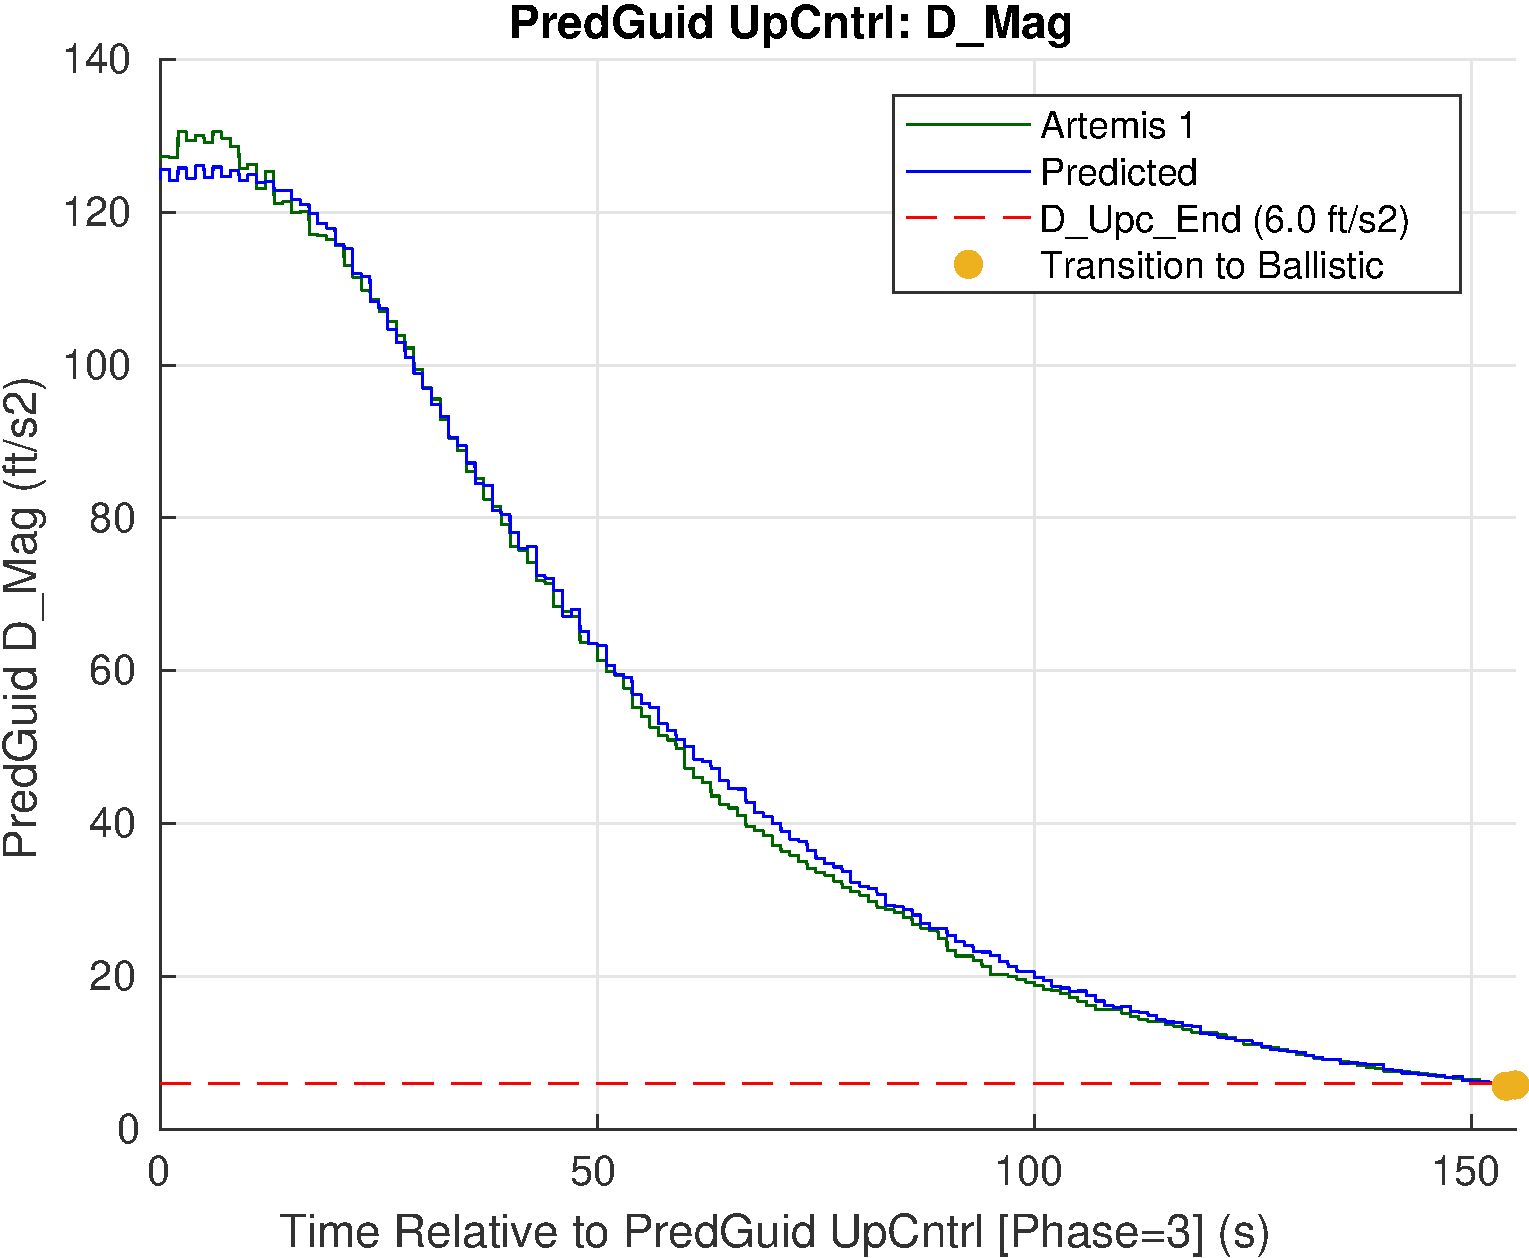 PredGuid UpCntrl: D_Mag
140
120
100
80
60
40
20
0
PredGuid D_Mag (ft/s2)
Artemis 1
Predicted
D_Upc_End (6.0 ft/s2)
Transition to Ballistic
0 50 100 150
Time Relative to PredGuid UpCntrl [Phase=3] (s)